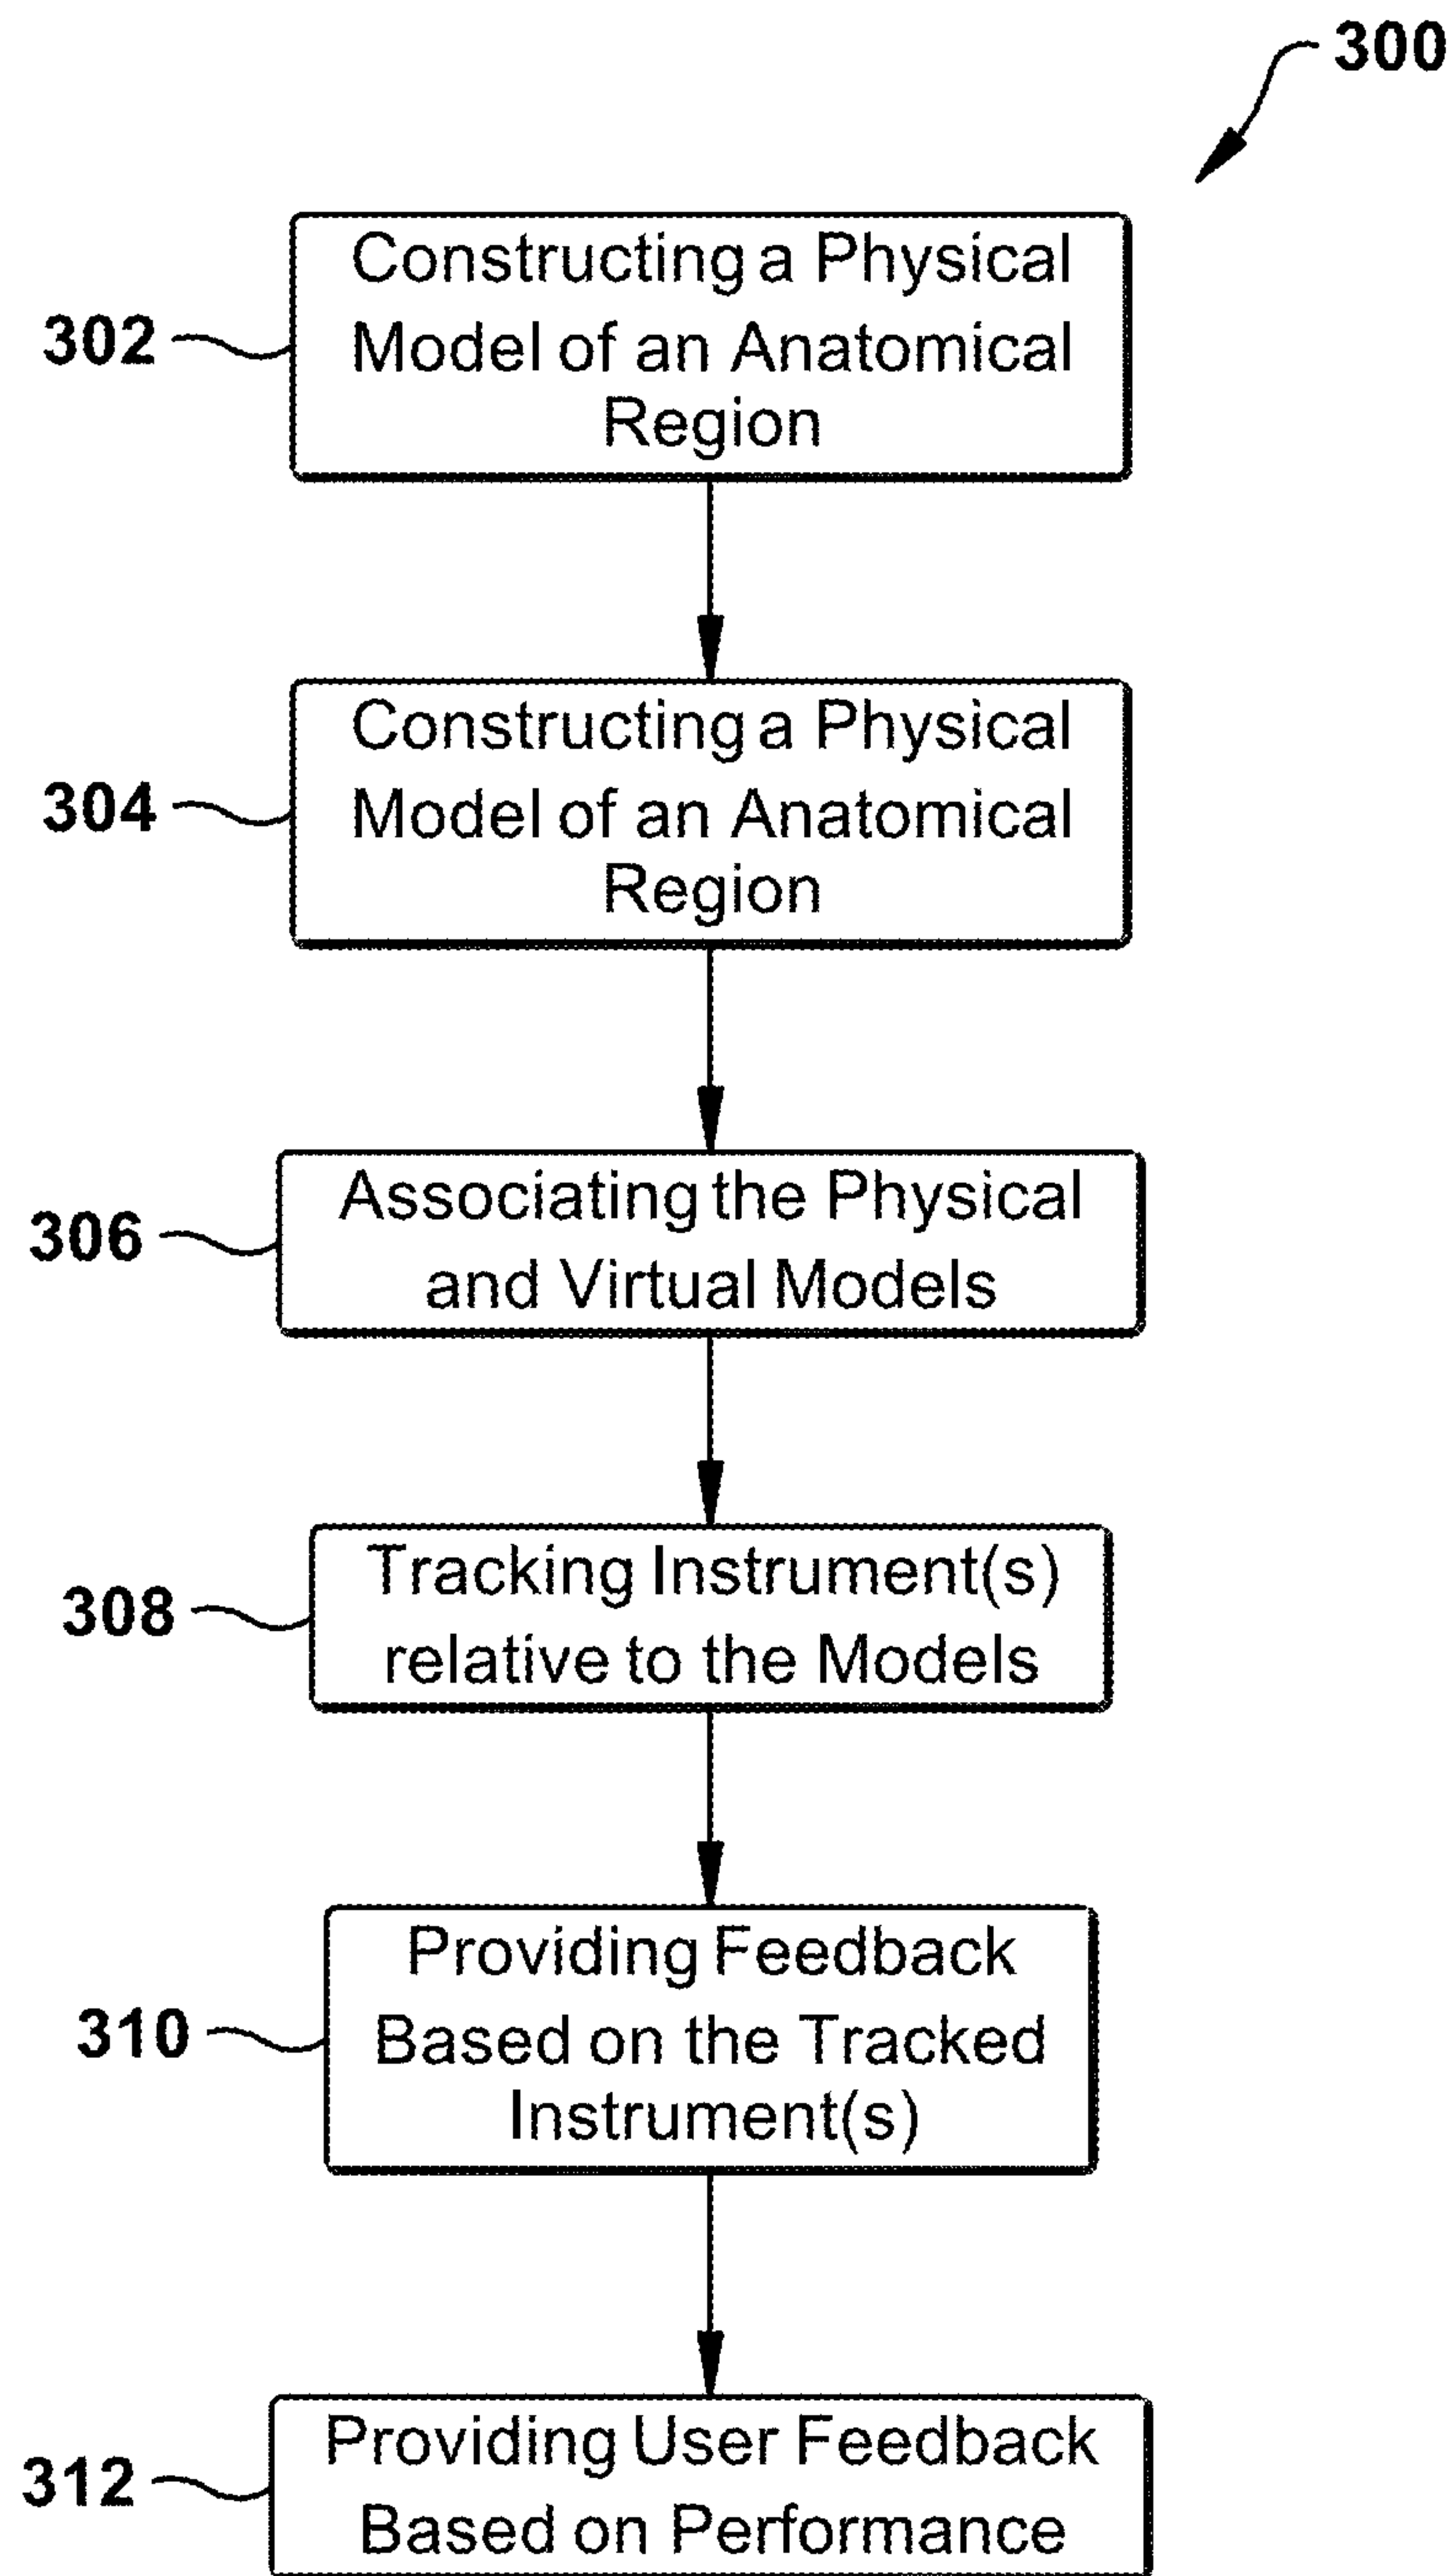 300
302
Constructing a Physical
Model of an Anatomical
Region
304
Constructing a Physical
Model of an Anatomical
Region
306
Associating the Physical
and Virtual Models
308
Tracking Instrument(s)
relative to the Models
310
Providing Feedback
Based on the Tracked
Instrument(s)
312
Providing User Feedback
Based on Performance